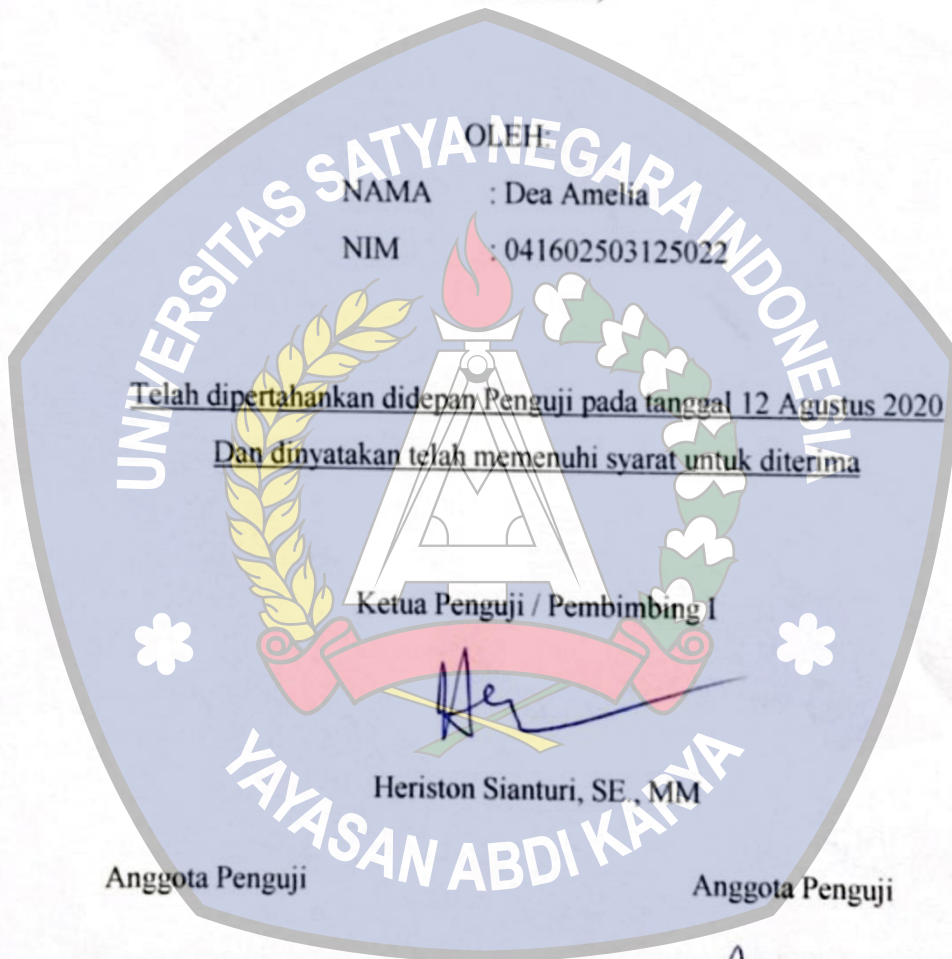 OLEH:
NAMA : Dea Amelia
NIM : 041602503125022
Telah dipertahankan didepan Penguji pada tanggal 12 Agustus 2020
Dan dinyatakan telah memenuhi syarat untuk diterima
Ketua Penguji / Pembimbing I
Heriston Sianturi, SE., MM
Anggota Penguji Anggota Penguji
UNIVERSITAS SATYA NEGARA INDONESIA
YAYASAN ABDI KARYA